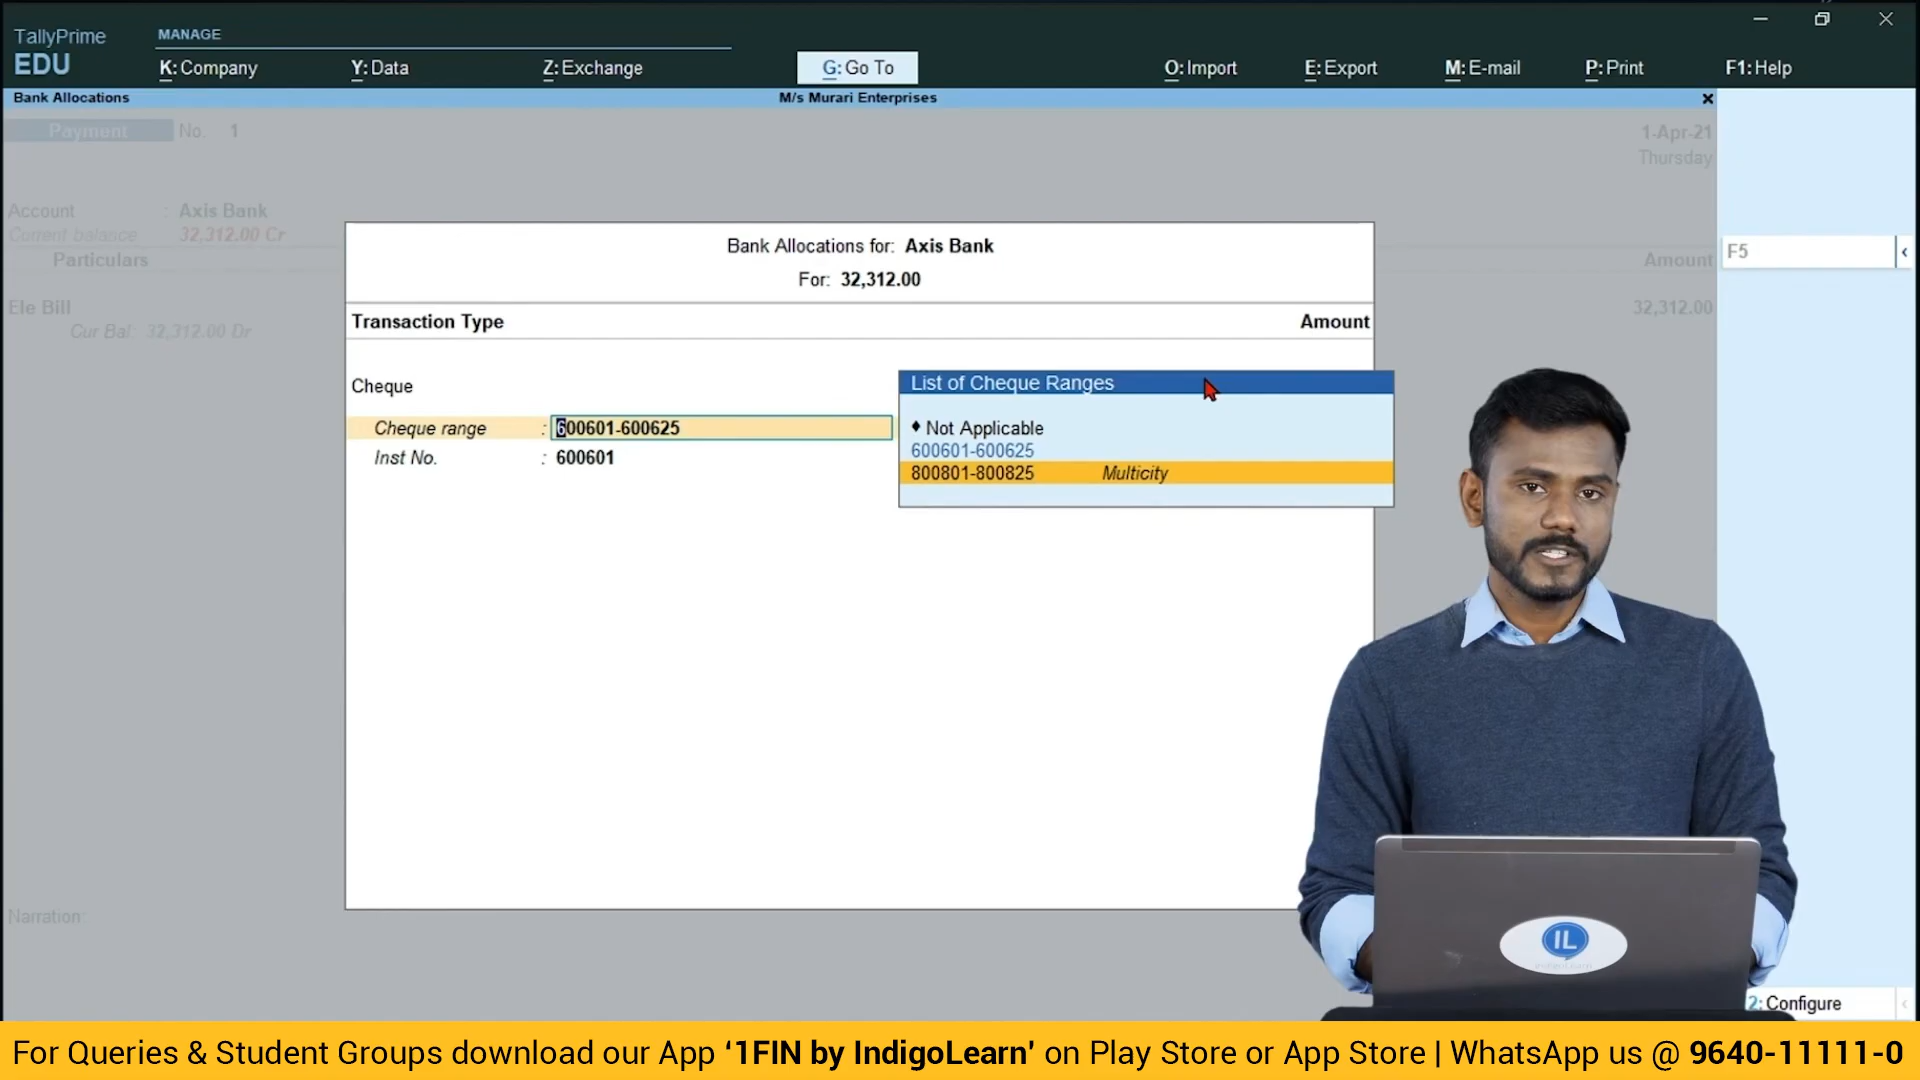 TallyPrime
EDU
MANAGE
K: Company
Y: Data
Z: Exchange
G: Go To
O: Import
E: Export
M: E-mail
P: Print
F1: Help
Bank Allocations
M/s Murari Enterprises
Payment No. 1
1-Apr-21
Thursday
Account : Axis Bank
Current balance 32,312.00 Cr
Particulars
Amount
Ele Bill
32,312.00
Cur Bal: 32,312.00 Dr
F5
Bank Allocations for: Axis Bank
For: 32,312.00
Transaction Type Amount
Cheque
Cheque range : 600601-600625
Inst No. : 600601
List of Cheque Ranges
♦ Not Applicable
600601-600625
800801-800825 Multicity
Narration:
IL
2: Configure
For Queries & Student Groups download our App ‘1FIN by IndigoLearn' on Play Store or App Store | WhatsApp us @ 9640-11111-0